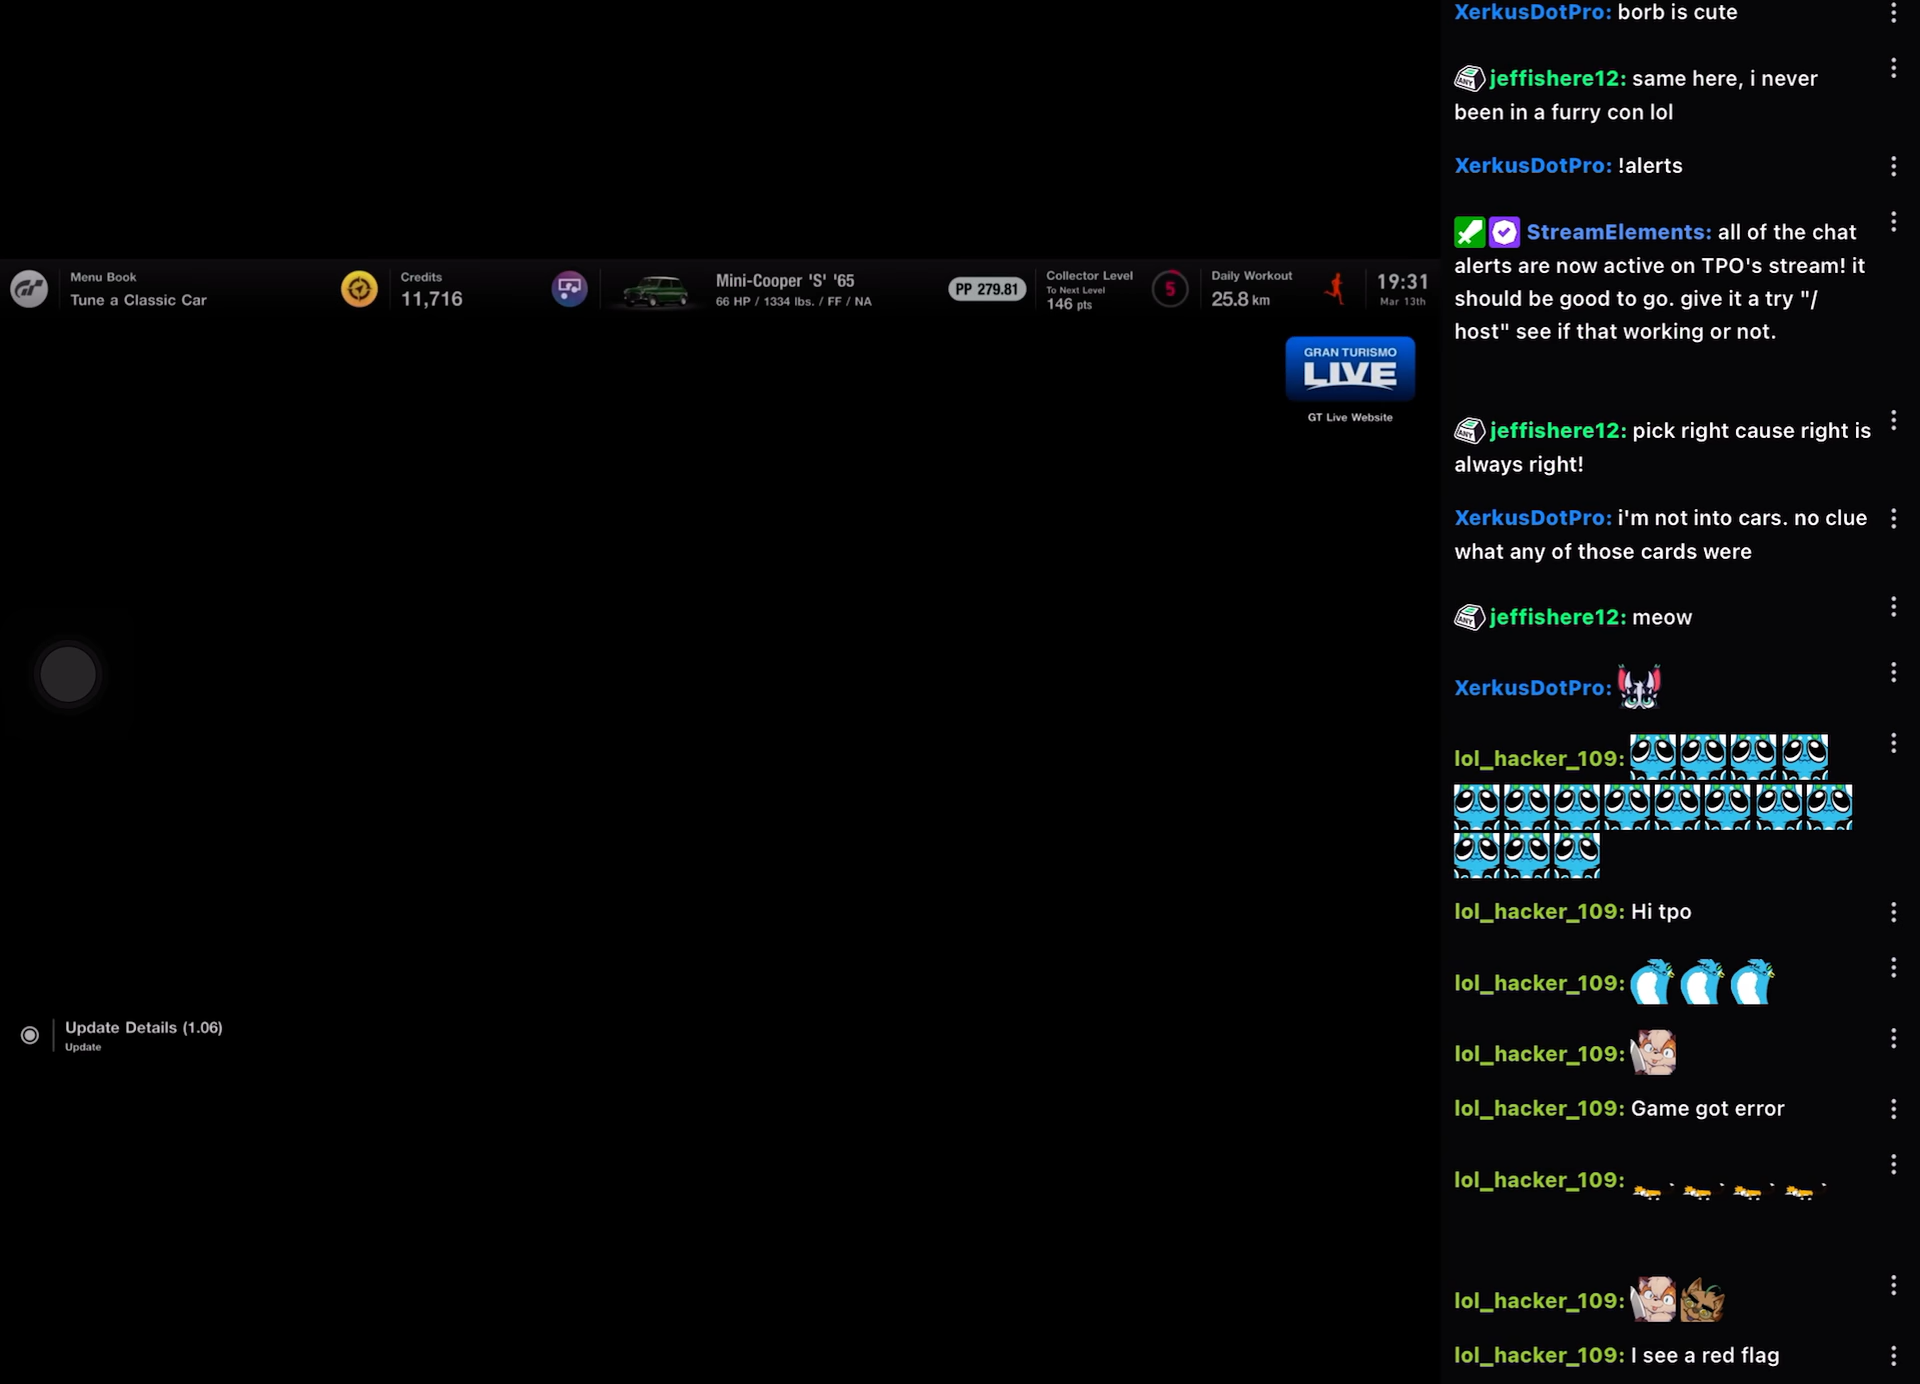 Menu Book
Tune a Classic Car
Credits
11,716
Mini-Cooper 'S' '65
66 HP / 1334 lbs. / FF / NA
PP 279.81
Collector Level
To Next Level
146 pts
5
Daily Workout
25.8 km
19:31
Mar 13th
GRAN TURISMO
LIVE
GT Live Website
Update Details (1.06)
Update
XerkusDotPro: borb is cute
ANY jeffishere12: same here, i never
been in a furry con lol
XerkusDotPro: !alerts
StreamElements: all of the chat
alerts are now active on TPO's stream! it
should be good to go. give it a try "/
host" see if that working or not.
ANY jeffishere12: pick right cause right is
always right!
XerkusDotPro: i'm not into cars. no clue
what any of those cards were
ANY jeffishere12: meow
XerkusDotPro:
lol_hacker_109:
lol_hacker_109: Hi tpo
lol_hacker_109:
lol_hacker_109:
lol_hacker_109: Game got error
lol_hacker_109:
lol_hacker_109:
lol_hacker_109: I see a red flag